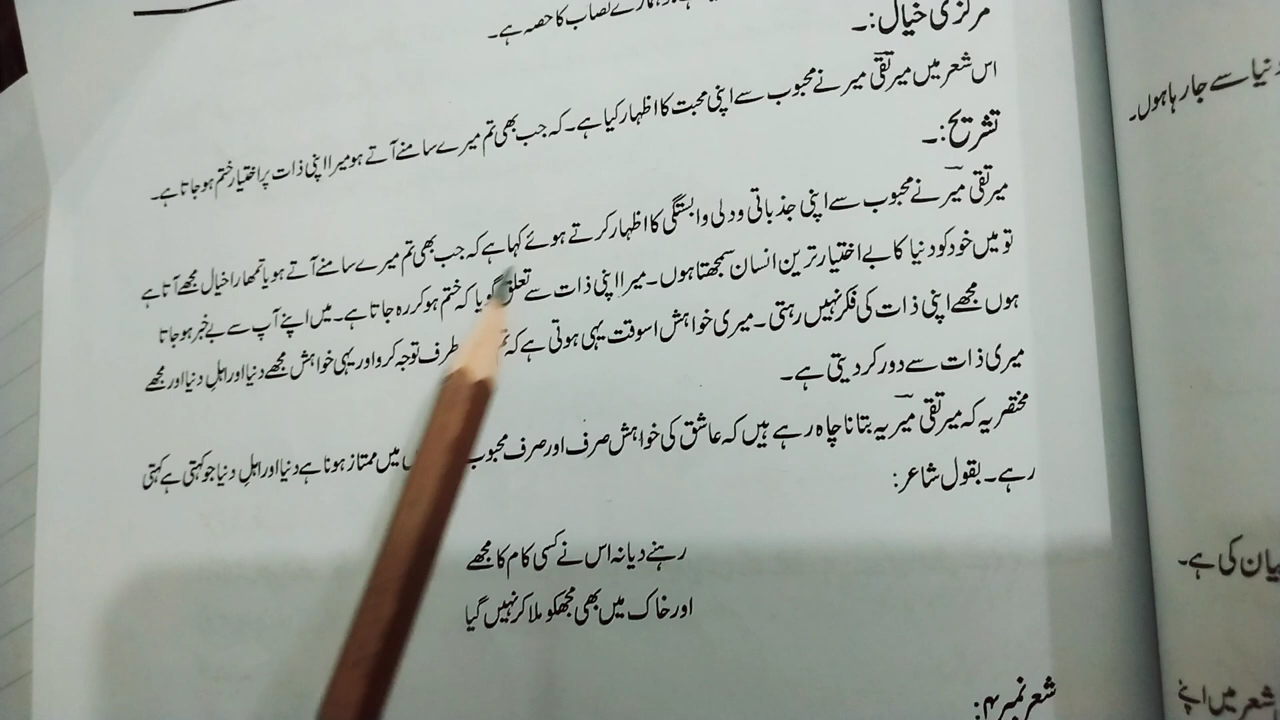 ہمارے نصاب کا حصہ ہے۔
مرکزی خیال:۔
اس شعر میں میر تقی میر نے محبوب سے اپنی محبت کا اظہار کیا ہے۔ کہ جب بھی تم میرے سامنے آتے ہو میرا اپنی ذات پر اختیار ختم ہو جاتا ہے۔
تشریح:۔
میر تقی میر نے محبوب سے اپنی جذباتی ودلی وابستگی کا اظہار کرتے ہوئے کہا ہے کہ جب بھی تم میرے سامنے آتے ہو یا تمھارا خیال مجھے آتا ہے
تو میں خود کو دنیا کا بے اختیار ترین انسان سمجھتا ہوں۔ میرا اپنی ذات سے تعلق گویا کہ ختم ہو کر رہ جاتا ہے۔ میں اپنے آپ سے بے خبر ہو جاتا
ہوں مجھے اپنی ذات کی فکر نہیں رہتی۔ میری خواہش اسوقت یہی ہوتی ہے کہ طرف توجہ کرو اور یہی خواہش مجھے دنیا اور اہلِ دنیا اور مجھے
میری ذات سے دور کر دیتی ہے۔
مختصر یہ کہ میر تقی میر یہ بتانا چاہ رہے ہیں کہ عاشق کی خواہش صرف اور صرف محبوب میں ممتاز ہونا ہے دنیا اور اہلِ دنیا جو کہتی ہے کہتی
رہے۔ بقول شاعر:
رہنے دیا نہ اس نے کسی کام کا مجھے
اور خاک میں بھی مجھکو ملا کر نہیں گیا
شعر نمبر ۴:
دنیا سے جا رہا ہوں۔
بیان کی ہے۔
شعر میں اپنے